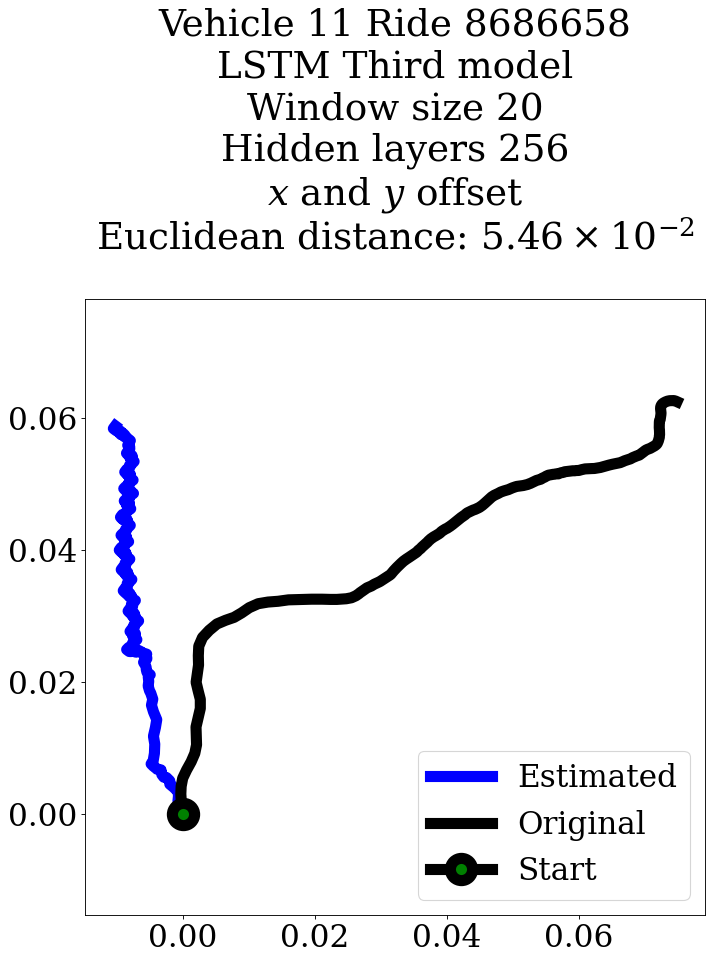 Vehicle 11 Ride 8686658
LSTM Third model
Window size 20
Hidden layers 256
x and y offset
Euclidean distance: 5.46 × 10⁻²
0.06
0.04
0.02
0.00
Estimated
Original
Start
0.00 0.02 0.04 0.06